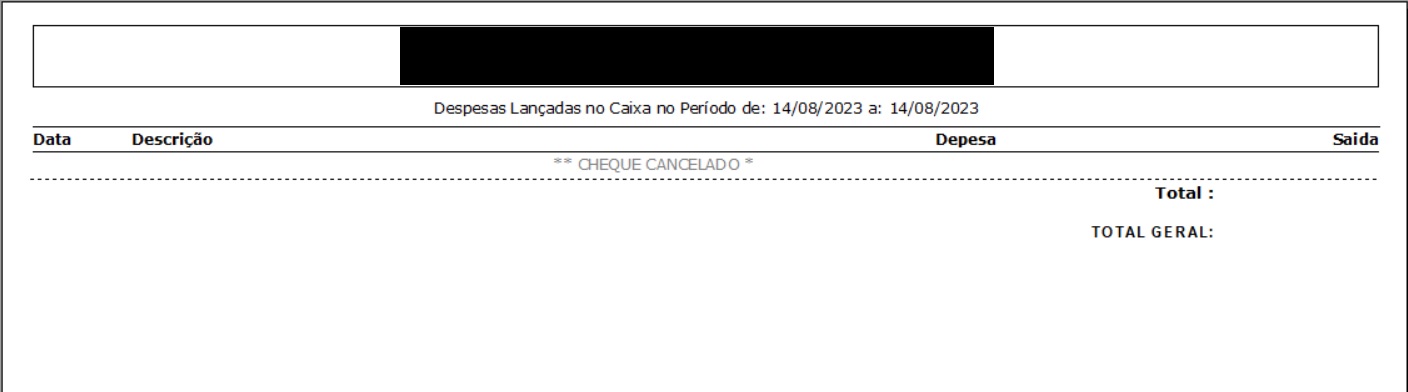 Despesas Lançadas no Caixa no Período de: 14/08/2023 a: 14/08/2023
Data Descrição Depesa Saida
** CHEQUE CANCELADO *
Total :
TOTAL GERAL: